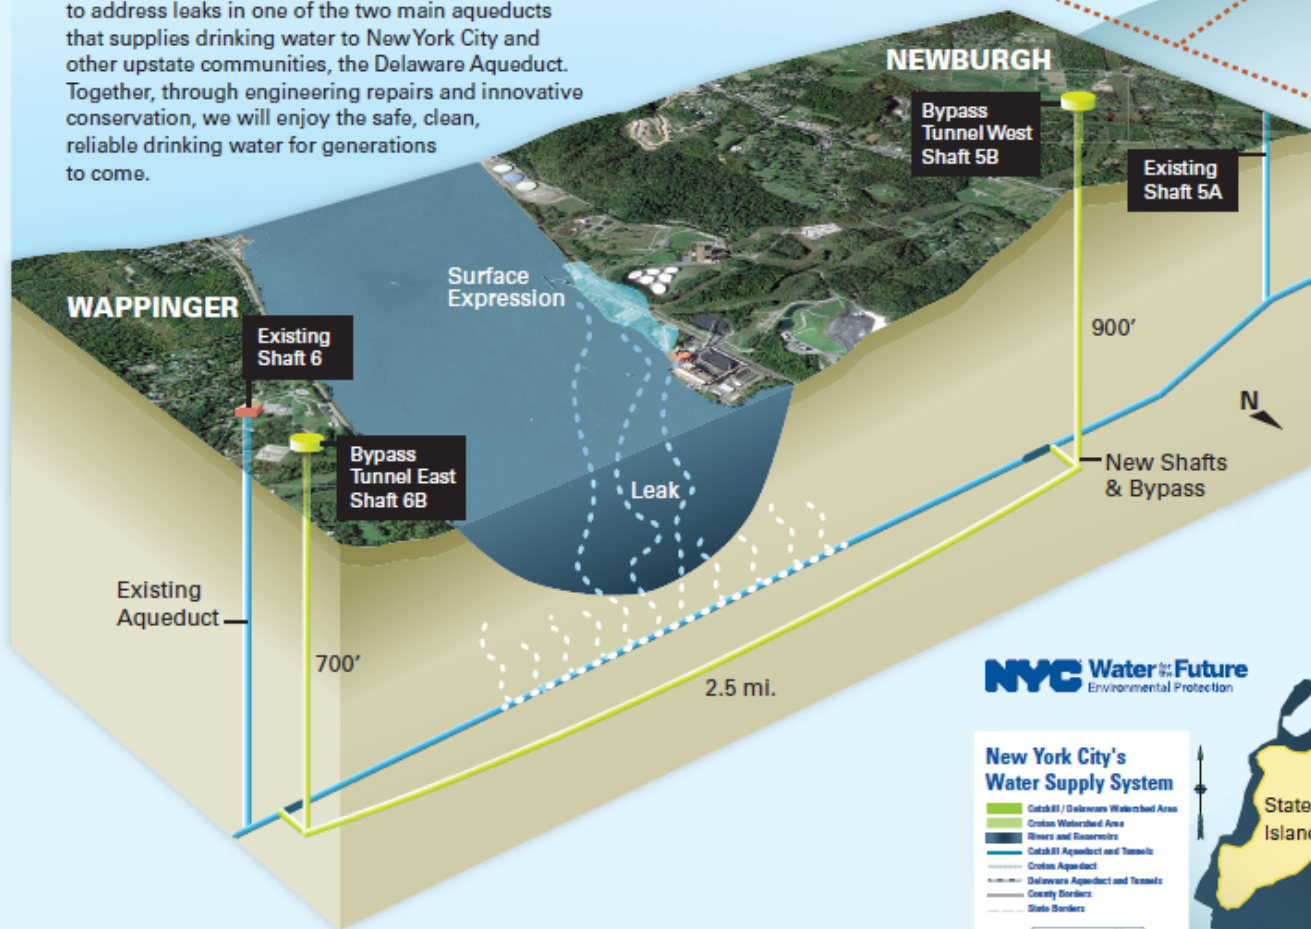 to address leaks in one of the two main aqueducts
that supplies drinking water to New York City and
other upstate communities, the Delaware Aqueduct.
Together, through engineering repairs and innovative
conservation, we will enjoy the safe, clean,
reliable drinking water for generations
to come.
NEWBURGH
Bypass
Tunnel West
Shaft 5B
Existing
Shaft 5A
Surface
Expression
WAPPINGER
Existing
Shaft 6
900'
N
Bypass
Tunnel East
Shaft 6B
Leak
New Shafts
& Bypass
Existing
Aqueduct
700'
2.5 mi.
NYC Water for the Future
Environmental Protection
New York City's
Water Supply System
Catskill / Delaware Watershed Area
Croton Watershed Area
Rivers and Reservoirs
Catskill Aqueduct and Tunnels
Croton Aqueduct
Delaware Aqueduct and Tunnels
County Borders
State Borders
State
Island